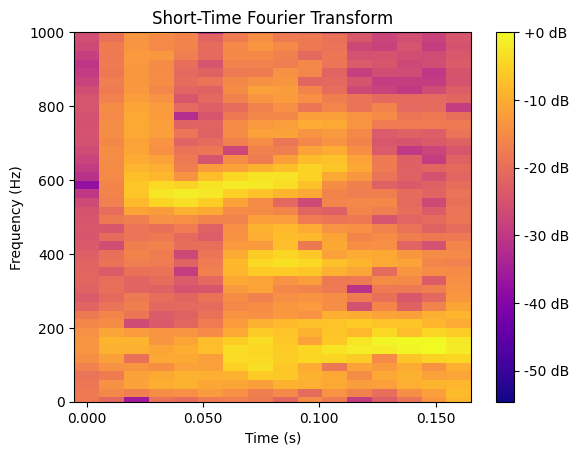 Short-Time Fourier Transform
1000
800
600
400
200
0
Frequency (Hz)
0.000
0.050
0.100
0.150
Time (s)
+0 dB
-10 dB
-20 dB
-30 dB
-40 dB
-50 dB